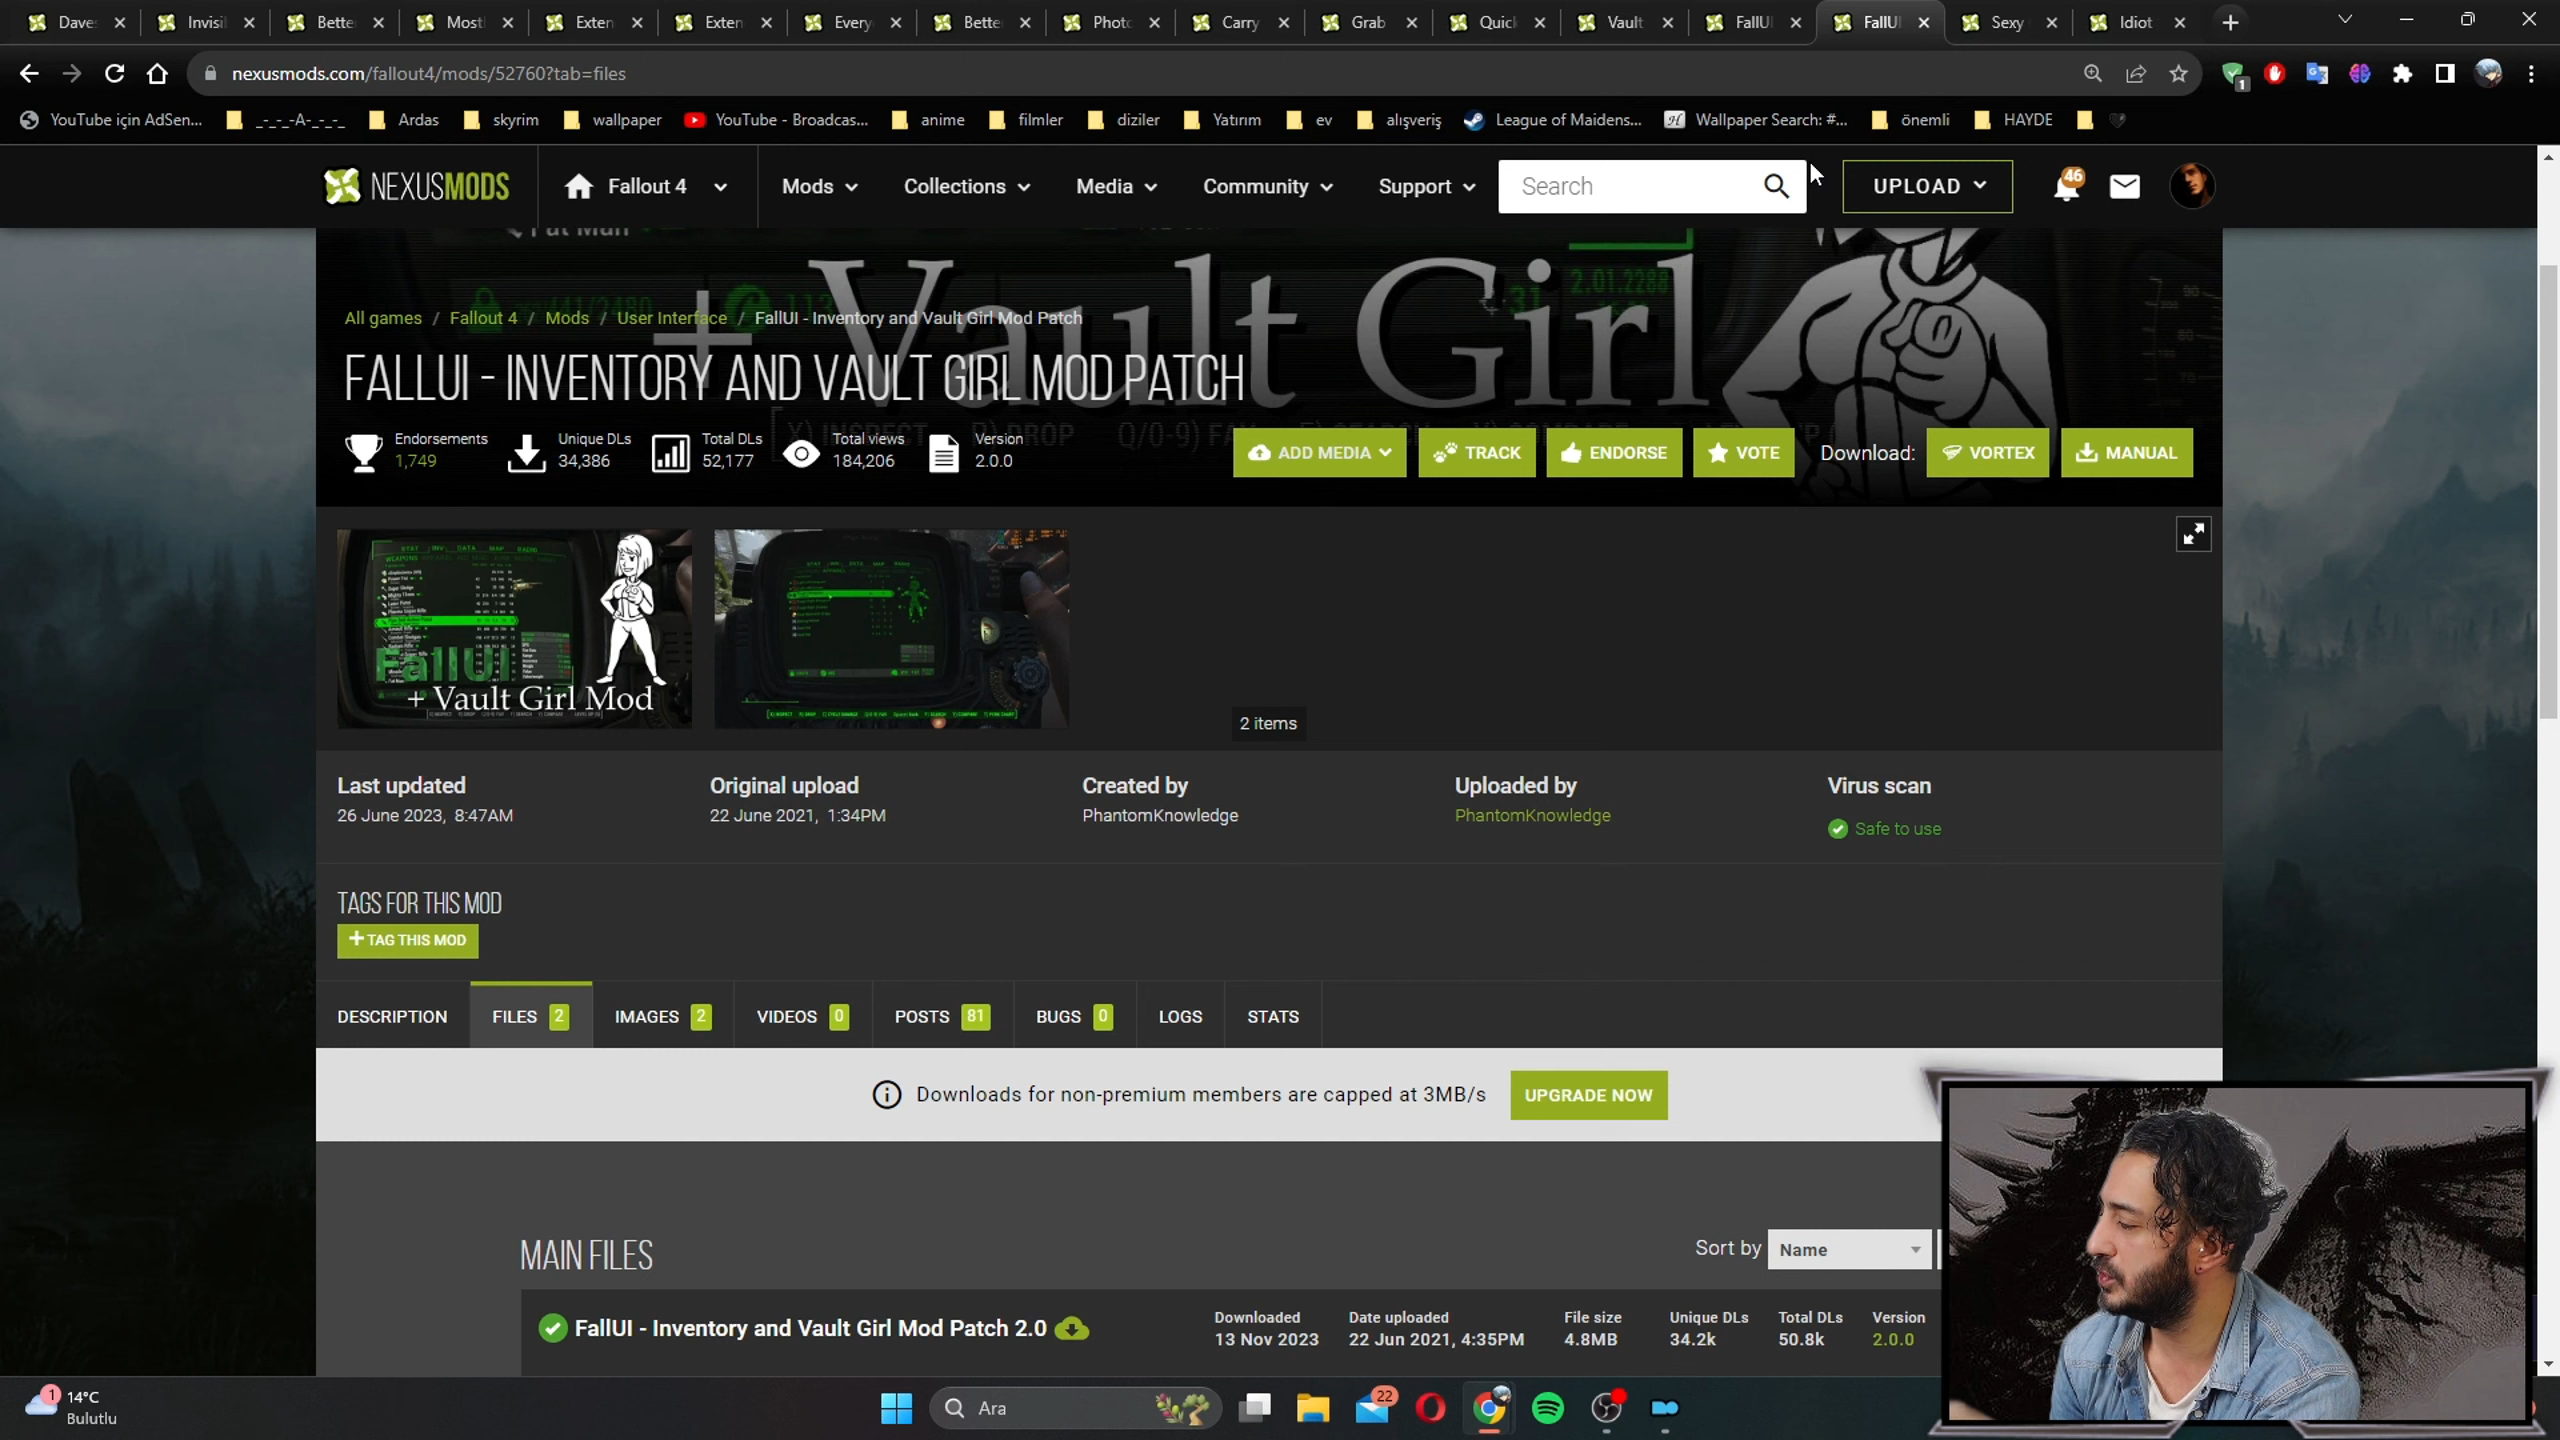 Dave
Invisil
Bette
Most
Exten
Exten
Every
Bette
Photo
Carry
Grab
Quick
Vault
FallUI
FallUI
Sexy
Idiot
nexusmods.com/fallout4/mods/52760?tab=files
1
YouTube için AdSen...
_-_-_-A-_-_-_
Ardas
skyrim
wallpaper
YouTube - Broadcas...
anime
filmler
diziler
Yatırım
ev
alışveriş
League of Maidens...
Wallpaper Search: #...
önemli
HAYDE
NEXUSMODS
Fallout 4
Mods
Collections
Media
Community
Support
Search
UPLOAD
46
+ Vault Girl
2.01.2288
All games / Fallout 4 / Mods / User Interface / FallUI - Inventory and Vault Girl Mod Patch
FALLUI - INVENTORY AND VAULT GIRL MOD PATCH
Endorsements
1,749
Unique DLs
34,386
Total DLs
52,177
Total views
184,206
Version
2.0.0
ADD MEDIA
TRACK
ENDORSE
VOTE
Download:
VORTEX
MANUAL
FallUI
+ Vault Girl Mod
2 items
Last updated
26 June 2023, 8:47AM
Original upload
22 June 2021, 1:34PM
Created by
PhantomKnowledge
Uploaded by
PhantomKnowledge
Virus scan
Safe to use
TAGS FOR THIS MOD
+ TAG THIS MOD
DESCRIPTION
FILES 2
IMAGES 2
VIDEOS 0
POSTS 81
BUGS 0
LOGS
STATS
Downloads for non-premium members are capped at 3MB/s
UPGRADE NOW
MAIN FILES
Sort by
Name
FallUI - Inventory and Vault Girl Mod Patch 2.0
Downloaded
13 Nov 2023
Date uploaded
22 Jun 2021, 4:35PM
File size
4.8MB
Unique DLs
34.2k
Total DLs
50.8k
Version
2.0.0
1
14°C
Bulutlu
Ara
22